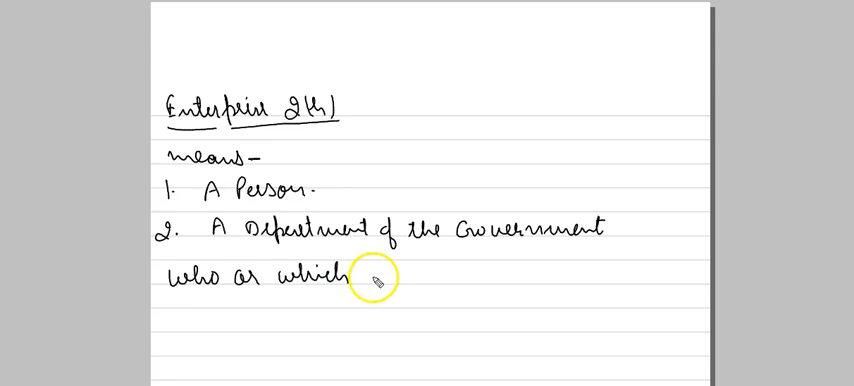 Enterprise 2(h)
means-
1. A Person.
2. A Department of the Government
who or which